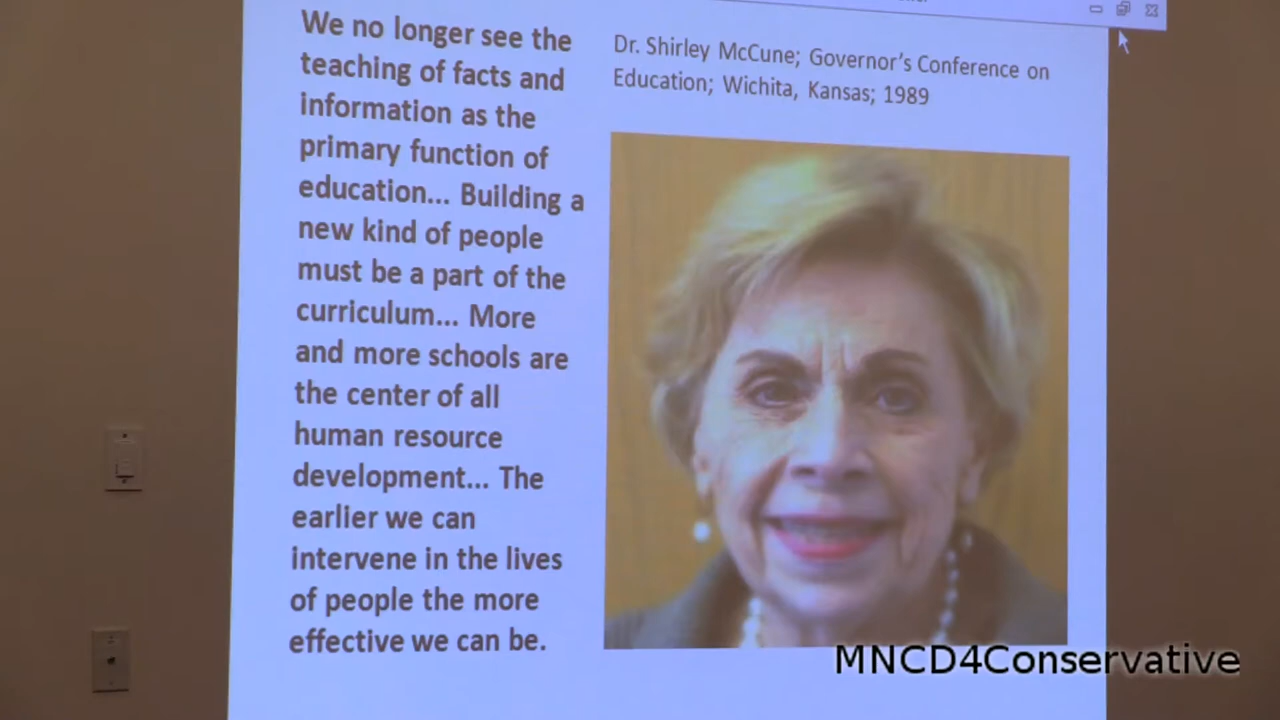 We no longer see the
teaching of facts and
information as the
primary function of
education... Building a
new kind of people
must be a part of the
curriculum... More
and more schools are
the center of all
human resource
development... The
earlier we can
intervene in the lives
of people the more
effective we can be.
Dr. Shirley McCune; Governor's Conference on
Education; Wichita, Kansas; 1989
MNCD4Conservative